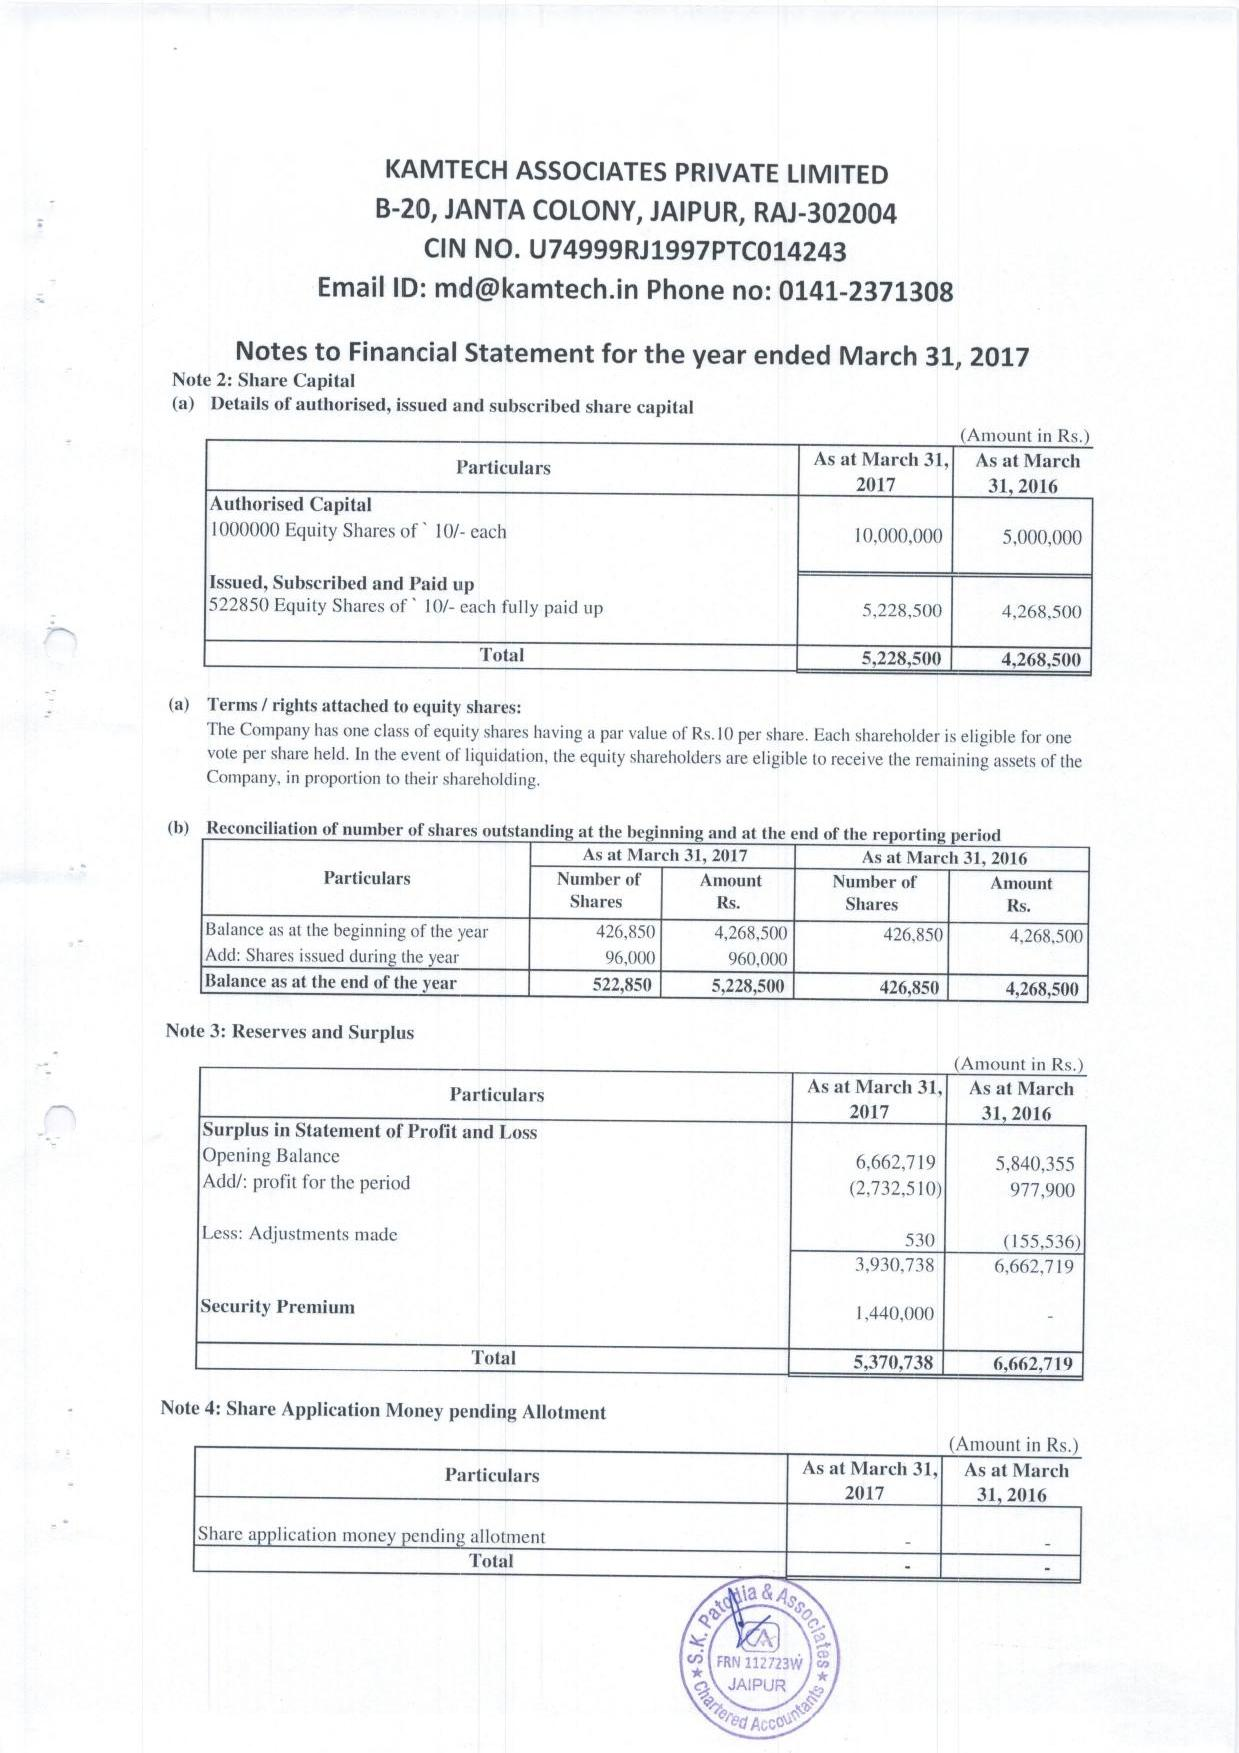 KAMTECH ASSOCIATES PRIVATE LIMITED
B-20, JANTA COLONY, JAIPUR, RAJ-302004
CIN NO. U74999RJ1997PTC014243
Email ID: md@kamtech.in Phone no: 0141-2371308
Notes to Financial Statement for the year ended March 31, 2017
Note 2: Share Capital
(a) Details of authorised, issued and subscribed share capital
(Amount in Rs.)
Particulars As at March 31, 2017 As at March 31, 2016
Authorised Capital
1000000 Equity Shares of ` 10/- each 10,000,000 5,000,000
Issued, Subscribed and Paid up
522850 Equity Shares of ` 10/- each fully paid up 5,228,500 4,268,500
Total 5,228,500 4,268,500
(a) Terms / rights attached to equity shares:
The Company has one class of equity shares having a par value of Rs.10 per share. Each shareholder is eligible for one
vote per share held. In the event of liquidation, the equity shareholders are eligible to receive the remaining assets of the
Company, in proportion to their shareholding.
(b) Reconciliation of number of shares outstanding at the beginning and at the end of the reporting period
Particulars As at March 31, 2017 As at March 31, 2016
Number of Shares Amount Rs. Number of Shares Amount Rs.
Balance as at the beginning of the year 426,850 4,268,500 426,850 4,268,500
Add: Shares issued during the year 96,000 960,000
Balance as at the end of the year 522,850 5,228,500 426,850 4,268,500
Note 3: Reserves and Surplus
(Amount in Rs.)
Particulars As at March 31, 2017 As at March 31, 2016
Surplus in Statement of Profit and Loss
Opening Balance 6,662,719 5,840,355
Add/: profit for the period (2,732,510) 977,900
Less: Adjustments made 530 (155,536)
3,930,738 6,662,719
Security Premium 1,440,000 -
Total 5,370,738 6,662,719
Note 4: Share Application Money pending Allotment
(Amount in Rs.)
Particulars As at March 31, 2017 As at March 31, 2016
Share application money pending allotment - -
Total - -
S.K. Patodia & Associates
CA
FRN 112723W
JAIPUR
★ Chartered Accountants ★